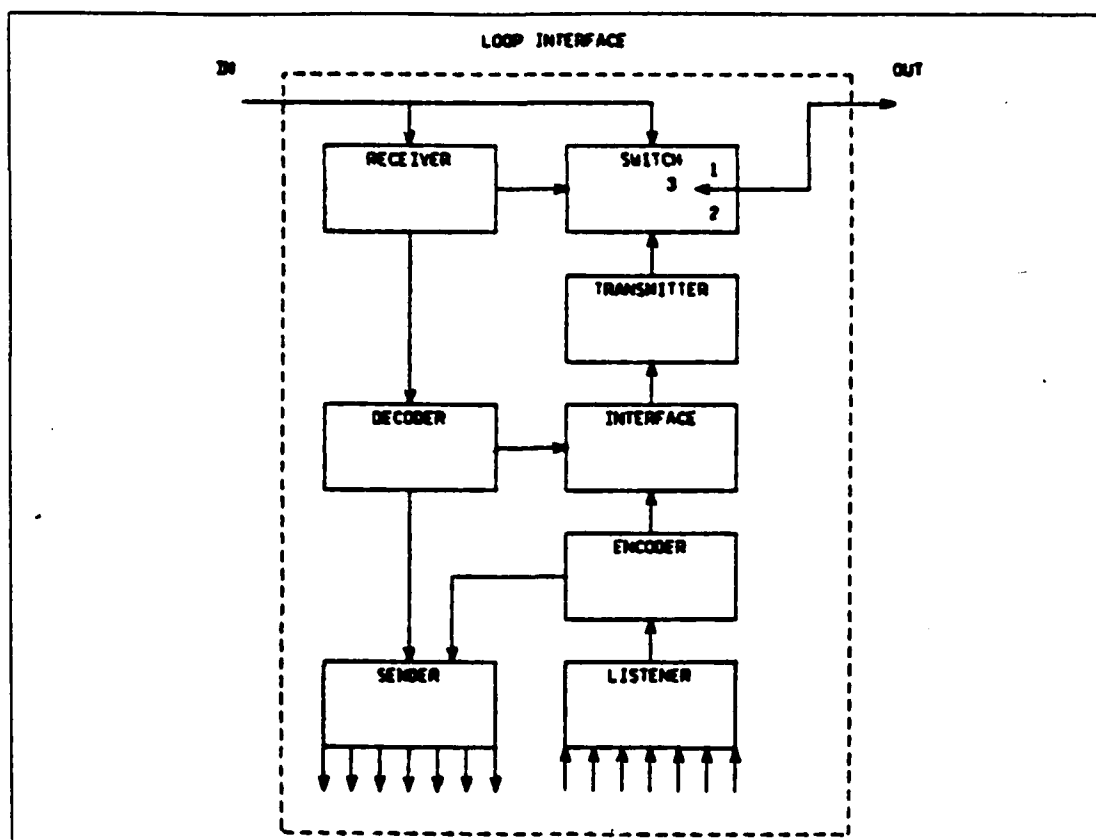 LOOP INTERFACE
IN
OUT
RECEIVER
SWITCH
1
3
2
TRANSMITTER
DECODER
INTERFACE
ENCODER
SENDER
LISTENER